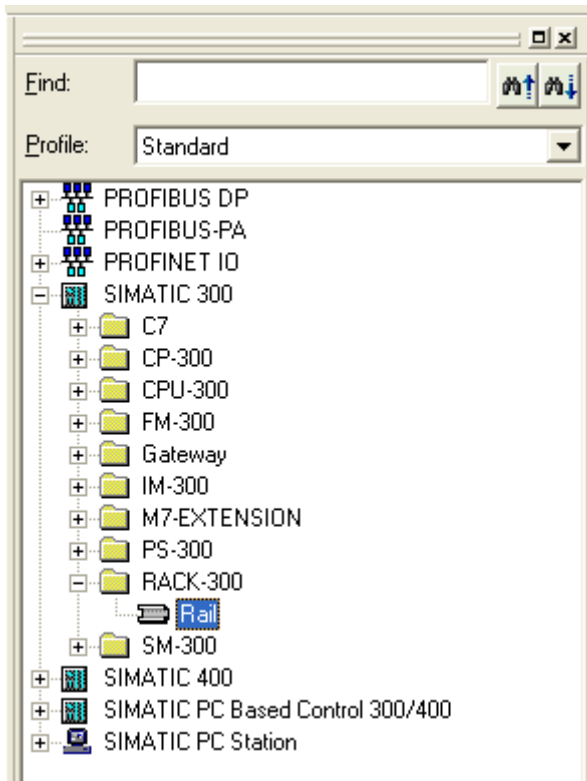 Find:
Profile: Standard
PROFIBUS DP
PROFIBUS-PA
PROFINET IO
SIMATIC 300
C7
CP-300
CPU-300
FM-300
Gateway
IM-300
M7-EXTENSION
PS-300
RACK-300
Rail
SM-300
SIMATIC 400
SIMATIC PC Based Control 300/400
SIMATIC PC Station